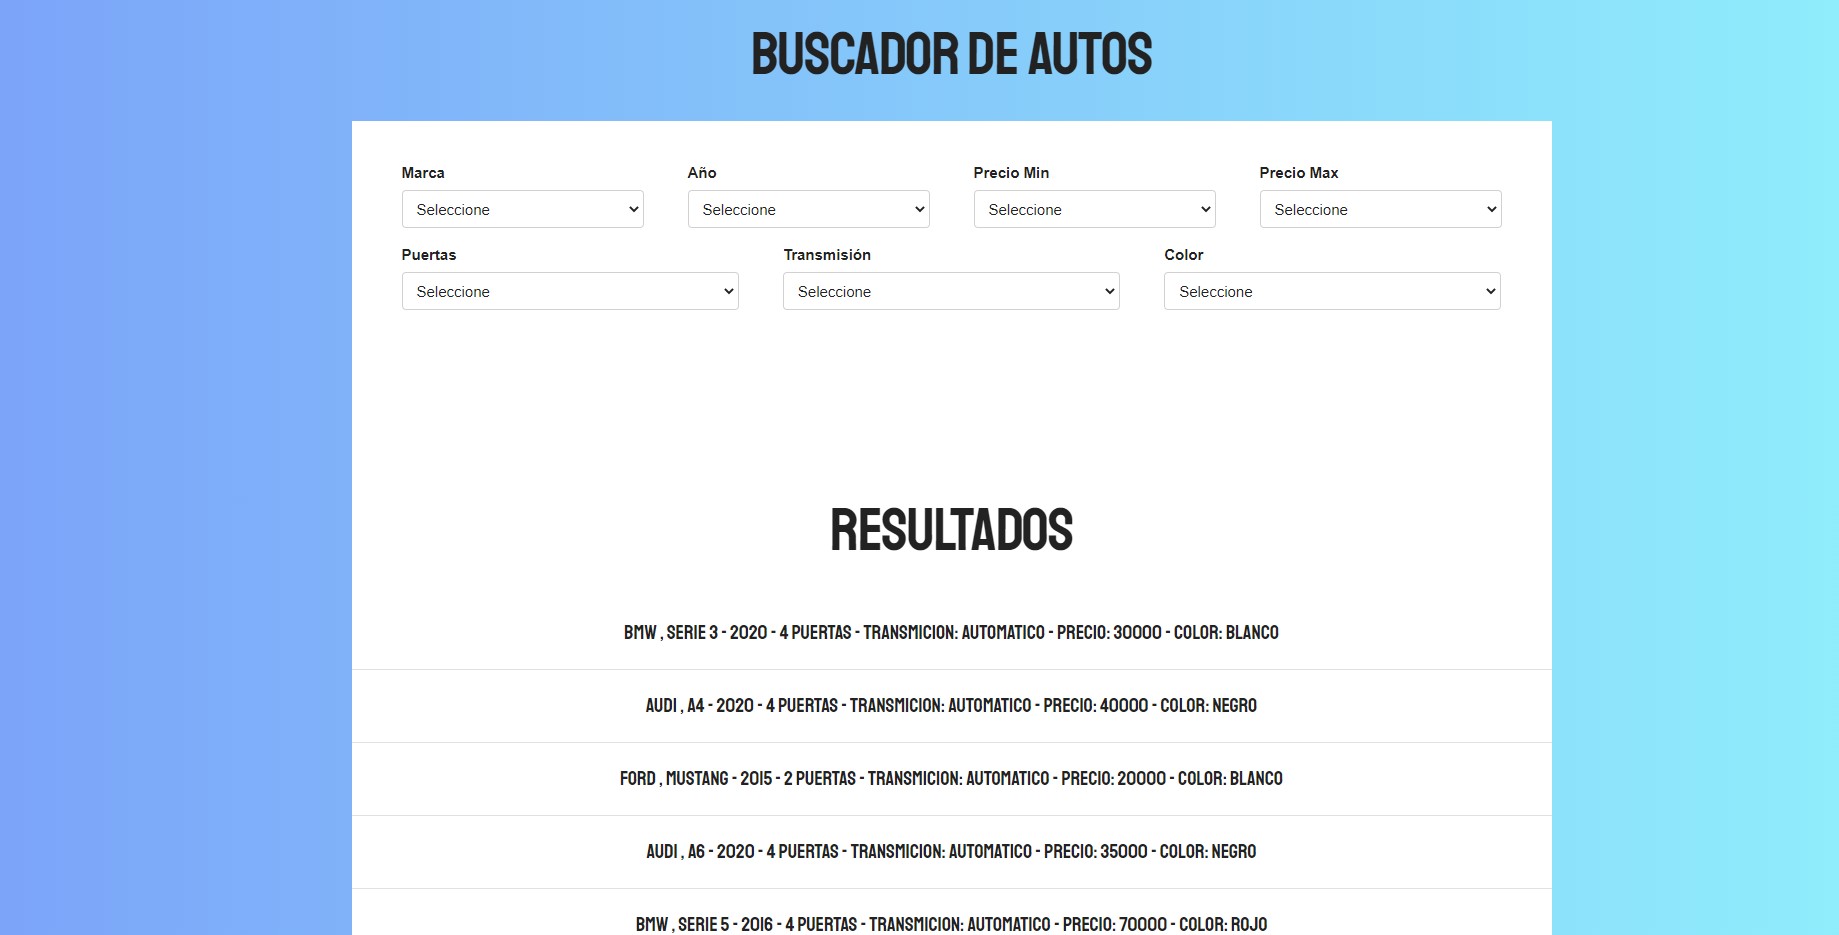 BUSCADOR DE AUTOS
Marca Año Precio Min Precio Max
Seleccione Seleccione Seleccione Seleccione
Puertas Transmisión Color
Seleccione Seleccione Seleccione
RESULTADOS
BMW , SERIE 3 - 2020 - 4 PUERTAS - TRANSMICION: AUTOMATICO - PRECIO: 30000 - COLOR: BLANCO
AUDI , A4 - 2020 - 4 PUERTAS - TRANSMICION: AUTOMATICO - PRECIO: 40000 - COLOR: NEGRO
FORD , MUSTANG - 2015 - 2 PUERTAS - TRANSMICION: AUTOMATICO - PRECIO: 20000 - COLOR: BLANCO
AUDI , A6 - 2020 - 4 PUERTAS - TRANSMICION: AUTOMATICO - PRECIO: 35000 - COLOR: NEGRO
BMW , SERIE 5 - 2016 - 4 PUERTAS - TRANSMICION: AUTOMATICO - PRECIO: 70000 - COLOR: ROJO